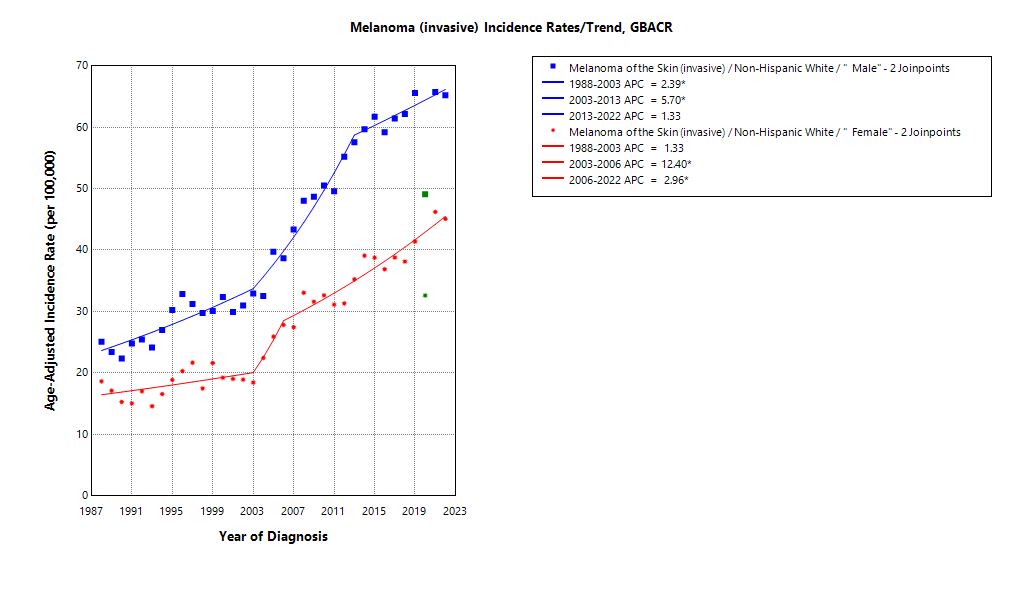 Melanoma (invasive) Incidence Rates/Trend, GBACR
Melanoma of the Skin (invasive) / Non-Hispanic White / " Male" - 2 Joinpoints
1988-2003 APC = 2.39*
2003-2013 APC = 5.70*
2013-2022 APC = 1.33
Melanoma of the Skin (invasive) / Non-Hispanic White / " Female" - 2 Joinpoints
1988-2003 APC = 1.33
2003-2006 APC = 12.40*
2006-2022 APC = 2.96*
Age-Adjusted Incidence Rate (per 100,000)
70
60
50
40
30
20
10
0
1987 1991 1995 1999 2003 2007 2011 2015 2019 2023
Year of Diagnosis